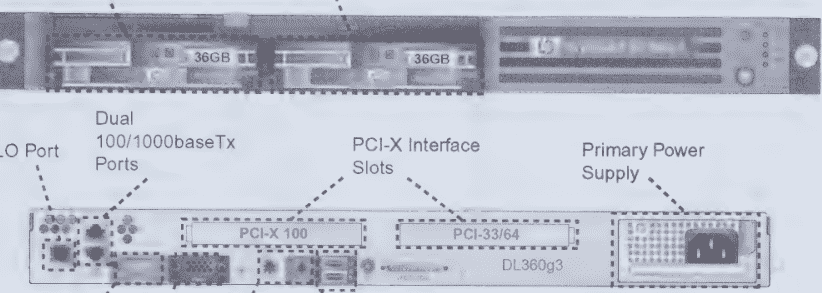 36GB
36GB
Dual
100/1000baseTx
Ports
LO Port
PCI-X Interface
Slots
Primary Power
Supply
PCI-X 100
PCI-33/64
DL360g3